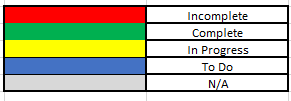 Incomplete
Complete
In Progress
To Do
N/A